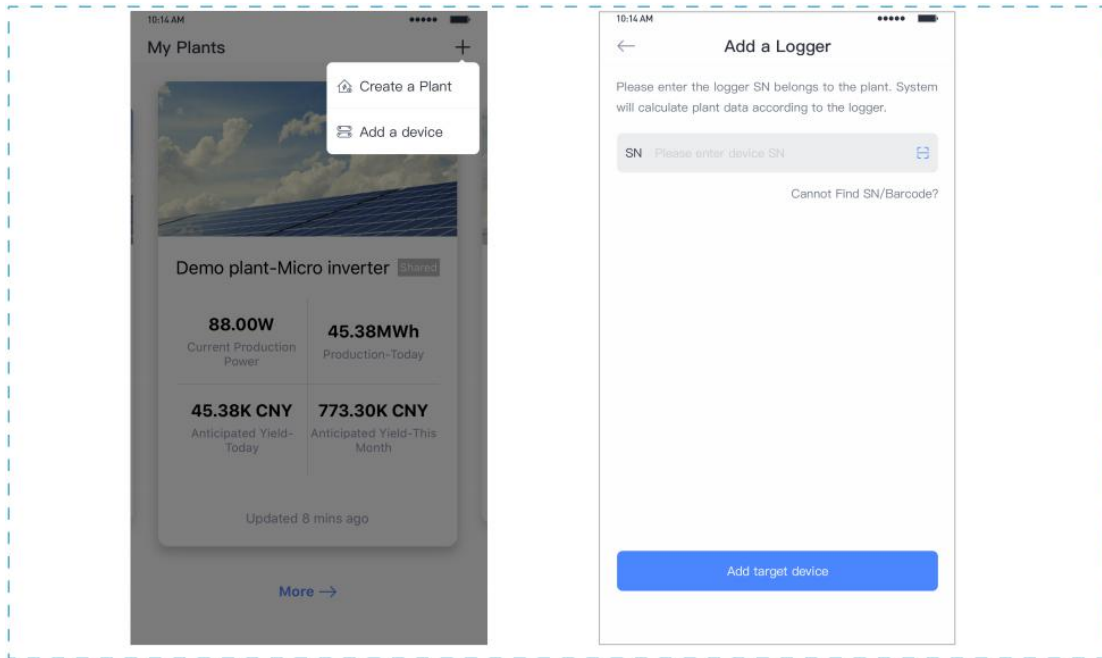 10:14 AM
My Plants
Create a Plant
Add a device
Demo plant-Micro inverter Shared
88.00W
Current Production
Power
45.38MWh
Production-Today
45.38K CNY
Anticipated Yield-
Today
773.30K CNY
Anticipated Yield-This
Month
Updated 8 mins ago
More
10:14 AM
Add a Logger
Please enter the logger SN belongs to the plant. System
will calculate plant data according to the logger.
SN Please enter device SN
Cannot Find SN/Barcode?
Add target device